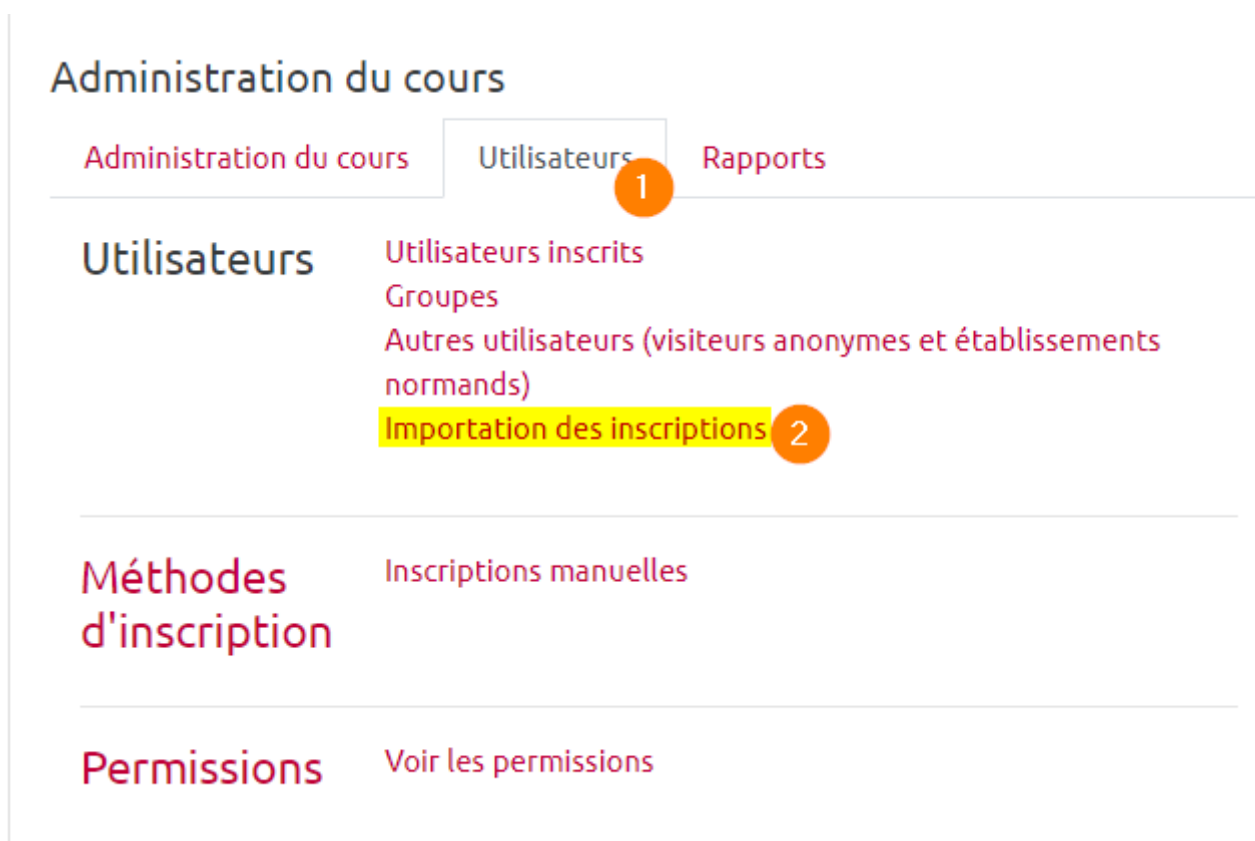 Administration du cours
Administration du cours Utilisateurs Rapports
1
Utilisateurs
Utilisateurs inscrits
Groupes
Autres utilisateurs (visiteurs anonymes et établissements
normands)
Importation des inscriptions 2
Méthodes
d'inscription
Inscriptions manuelles
Permissions
Voir les permissions